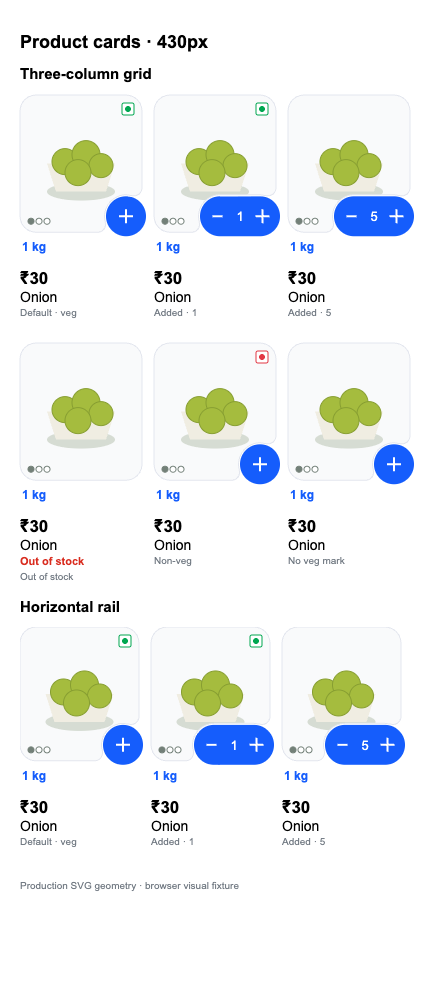 Product cards · 430px
Three-column grid
1 5
1 kg 1 kg 1 kg
₹30 ₹30 ₹30
Onion Onion Onion
Default · veg Added · 1 Added · 5
1 kg 1 kg 1 kg
₹30 ₹30 ₹30
Onion Onion Onion
Out of stock Non-veg No veg mark
Out of stock
Horizontal rail
1 5
1 kg 1 kg 1 kg
₹30 ₹30 ₹30
Onion Onion Onion
Default · veg Added · 1 Added · 5
Production SVG geometry · browser visual fixture